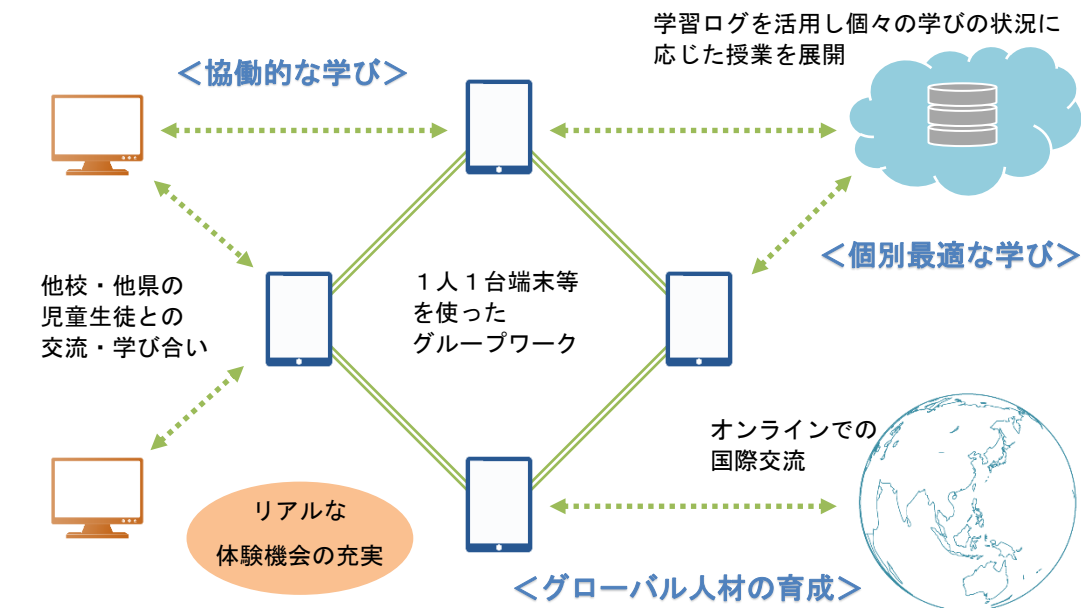 学習ログを活用し個々の学びの状況に
応じた授業を展開
＜協働的な学び＞
＜個別最適な学び＞
他校・他県の
児童生徒との
交流・学び合い
１人１台端末等
を使った
グループワーク
オンラインでの
国際交流
リアルな
体験機会の充実
＜グローバル人材の育成＞